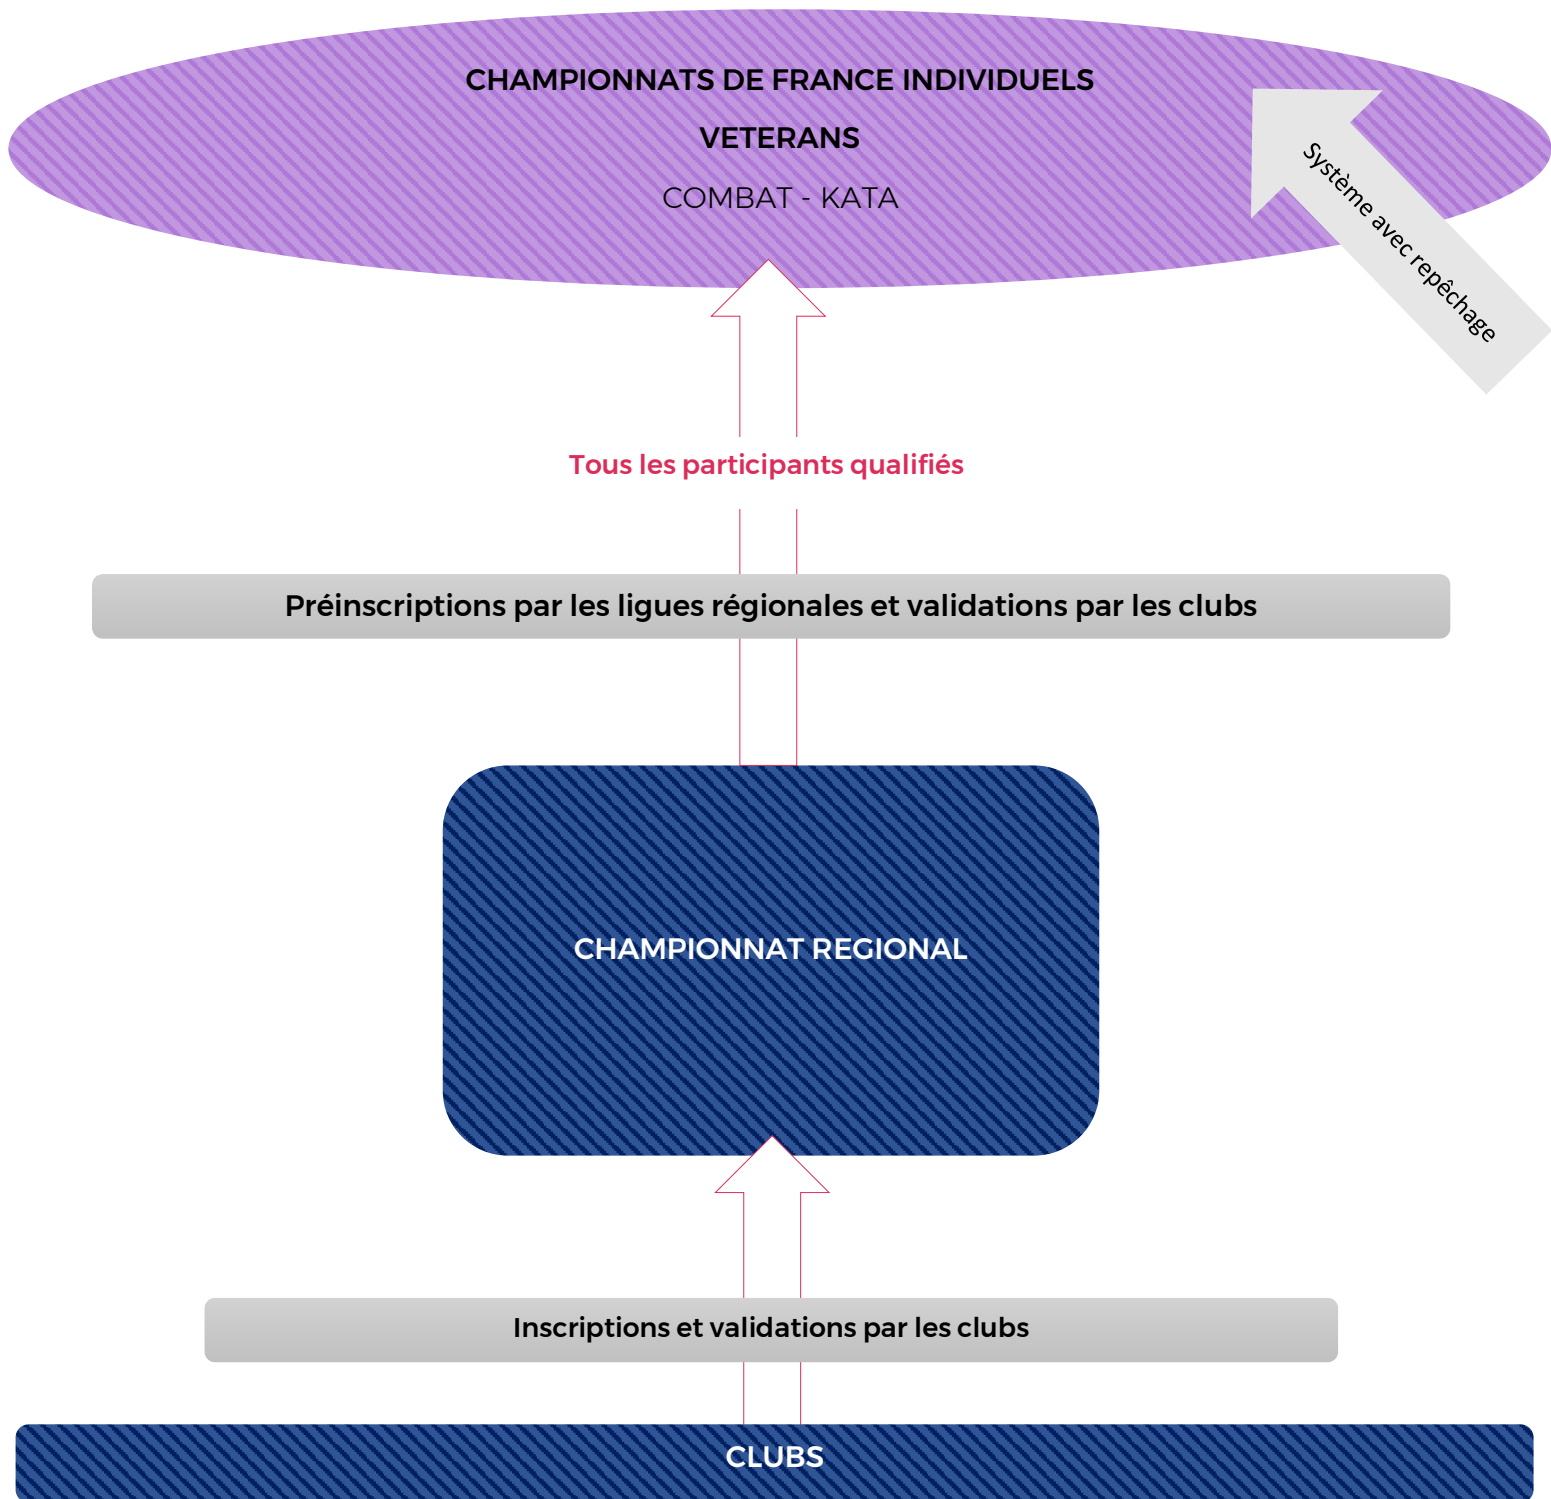 CHAMPIONNATS DE FRANCE INDIVIDUELS
VETERANS
COMBAT - KATA
Système avec repêchage
Tous les participants qualifiés
Préinscriptions par les ligues régionales et validations par les clubs
CHAMPIONNAT REGIONAL
Inscriptions et validations par les clubs
CLUBS